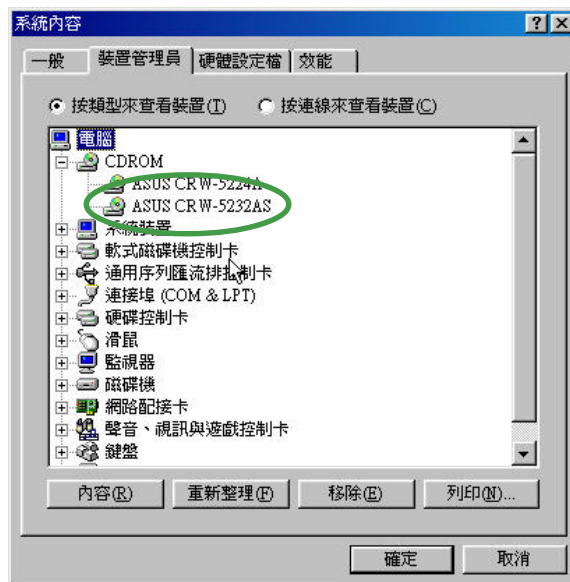 系統內容
一般 裝置管理員 硬體設定檔 效能
按類型來查看裝置(T) 按連線來查看裝置(C)
電腦
CDROM
ASUS CRW-5224A
ASUS CRW-5232AS
系統裝置
軟式磁碟機控制卡
通用序列匯流排控制卡
連接埠 (COM & LPT)
硬碟控制卡
滑鼠
監視器
磁碟機
網路配接卡
聲音、視訊與遊戲控制卡
鍵盤
內容(R) 重新整理(F) 移除(E) 列印(N)...
確定 取消